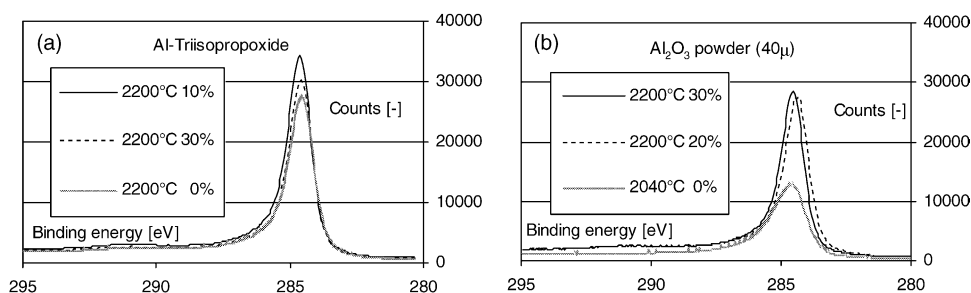 (a)
Al-Triisopropoxide
2200°C 10%
2200°C 30%
2200°C 0%
Counts [-]
Binding energy [eV]
40000
30000
20000
10000
0
295 290 285 280
(b)
Al₂O₃ powder (40μ)
2200°C 30%
2200°C 20%
2040°C 0%
Counts [-]
Binding energy [eV]
40000
30000
20000
10000
0
295 290 285 280